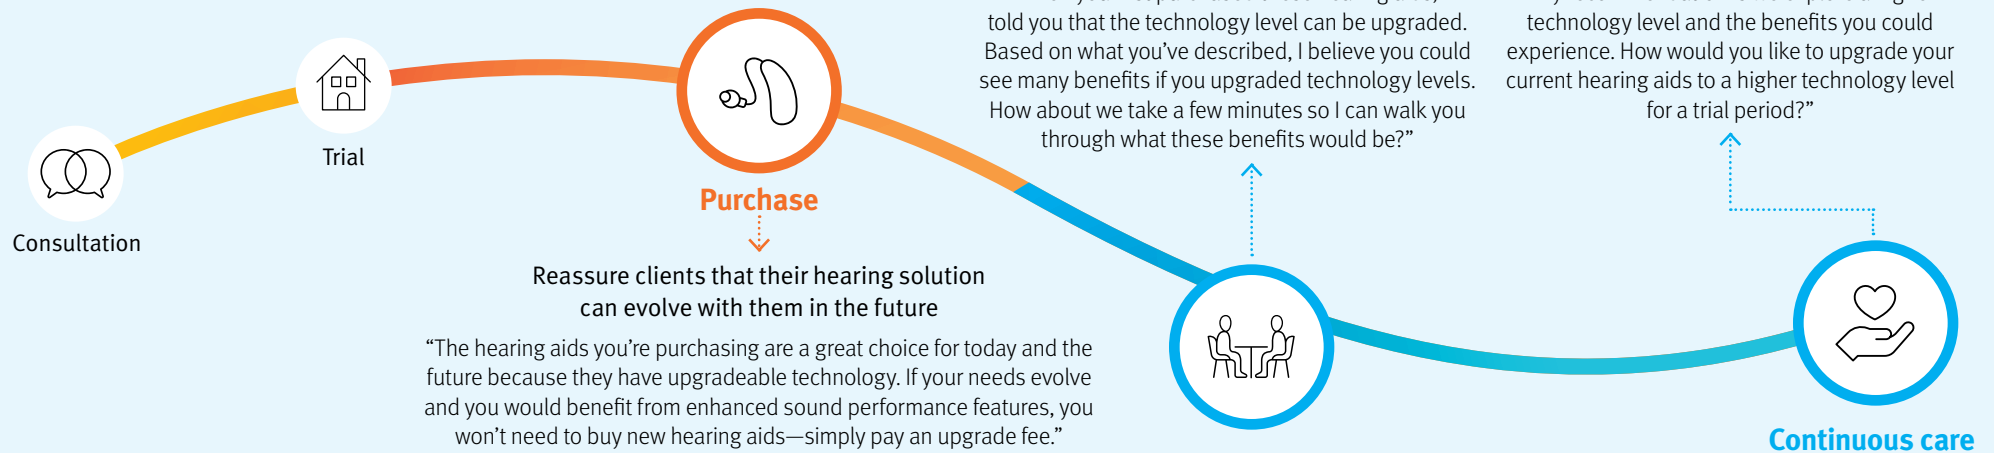 Consultation
Trial
Purchase
Reassure clients that their hearing solution
can evolve with them in the future
“The hearing aids you’re purchasing are a great choice for today and the
future because they have upgradeable technology. If your needs evolve
and you would benefit from enhanced sound performance features, you
won’t need to buy new hearing aids—simply pay an upgrade fee.”
told you that the technology level can be upgraded.
Based on what you’ve described, I believe you could
see many benefits if you upgraded technology levels.
How about we take a few minutes so I can walk you
through what these benefits would be?”
technology level and the benefits you could
experience. How would you like to upgrade your
current hearing aids to a higher technology level
for a trial period?”
Continuous care